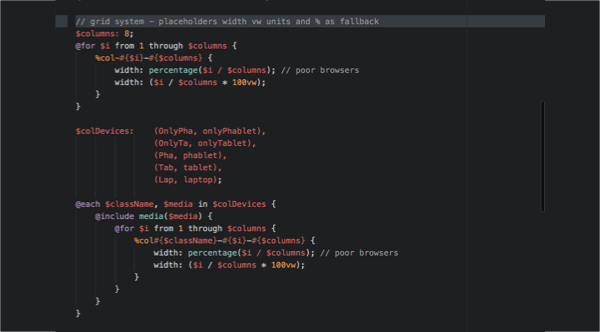 // grid system - placeholders width vw units and % as fallback
$columns: 8;
@for $i from 1 through $columns {
%col-#{$i}-#{$columns} {
width: percentage($i / $columns); // poor browsers
width: ($i / $columns * 100vw);
}
}
$colDevices: (OnlyPha, onlyPhablet),
(OnlyTa, onlyTablet),
(Pha, phablet),
(Tab, tablet),
(Lap, laptop);
@each $className, $media in $colDevices {
@include media($media) {
@for $i from 1 through $columns {
%col#{$className}-#{$i}-#{$columns} {
width: percentage($i / $columns); // poor browsers
width: ($i / $columns * 100vw);
}
}
}
}